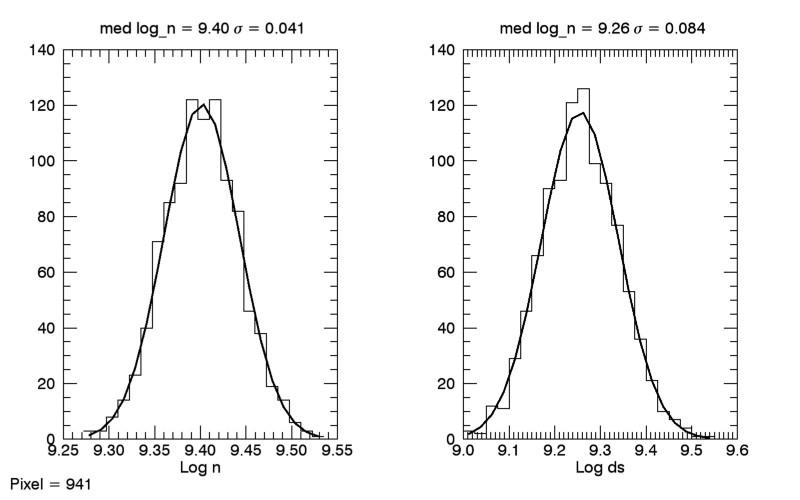 med log_n = 9.40 σ = 0.041
med log_n = 9.26 σ = 0.084
140
120
100
80
60
40
20
0
9.25 9.30 9.35 9.40 9.45 9.50 9.55
Log n
140
120
100
80
60
40
20
0
9.0 9.1 9.2 9.3 9.4 9.5 9.6
Log ds
Pixel = 941